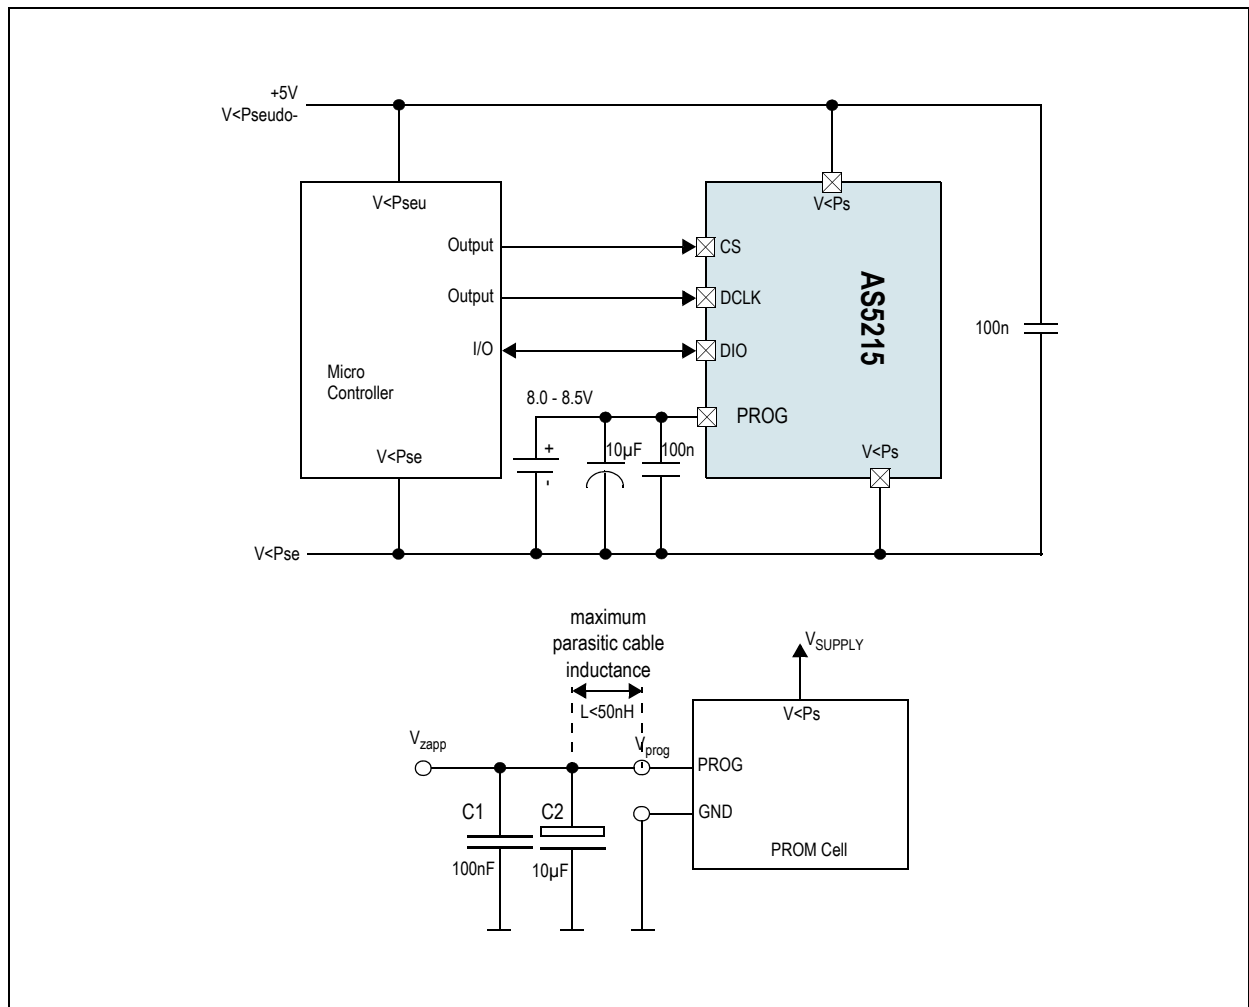 +5V
V<Pseudo-
V<Pseu
V<Ps
Output
CS
Output
DCLK
AS5215
100n
I/O
DIO
Micro
Controller
8.0 - 8.5V
PROG
+
10µF
100n
-
V<Pse
V<Ps
V<Pse
maximum
parasitic cable
inductance
L<50nH
VSUPPLY
V<Ps
Vzapp
Vprog
PROG
C1
C2
GND
100nF
10µF
PROM Cell